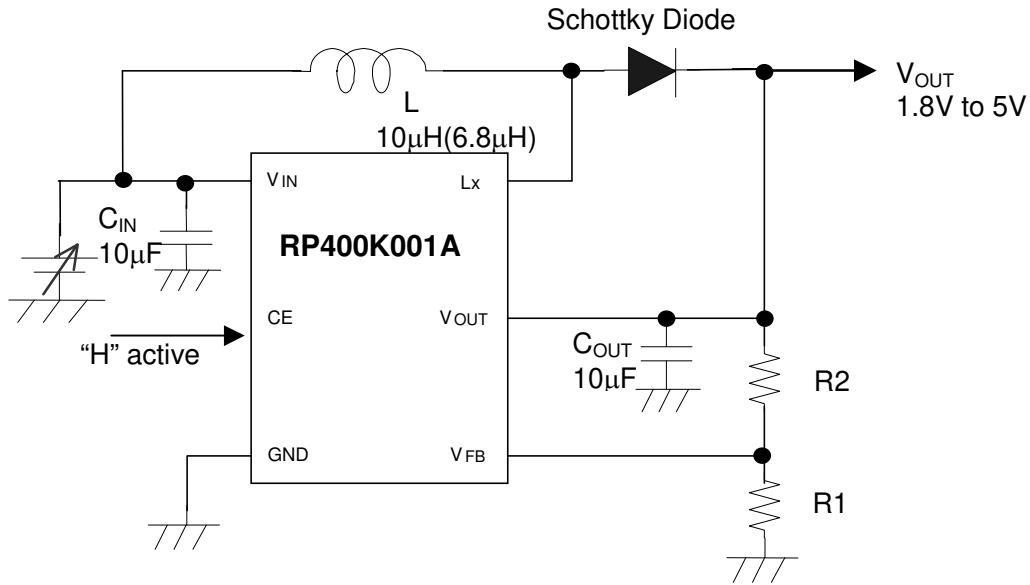 Schottky Diode
VOUT
1.8V to 5V
L
10µH(6.8µH)
VIN
Lx
CIN
10µF
RP400K001A
CE
VOUT
"H" active
COUT
10µF
R2
GND
VFB
R1